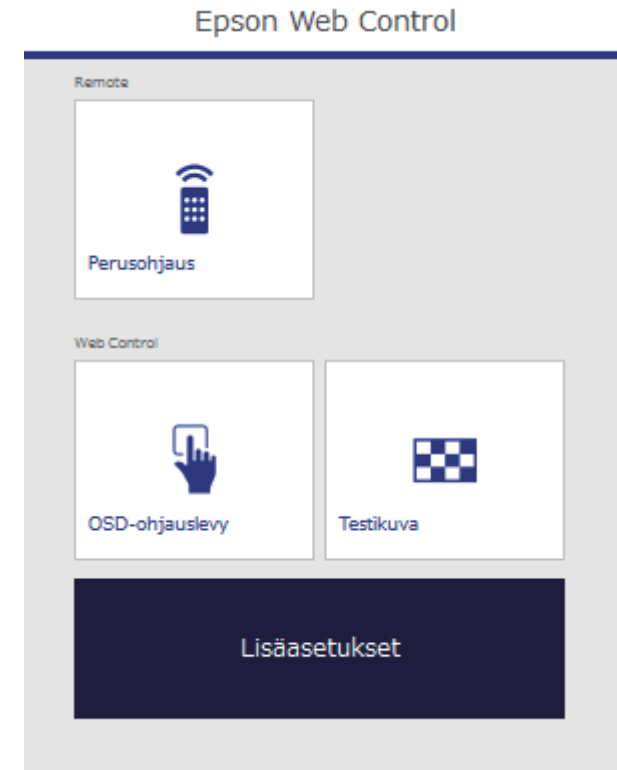 Epson Web Control
Remote
Perusohjaus
Web Control
OSD-ohjauslevy
Testikuva
Lisäasetukset